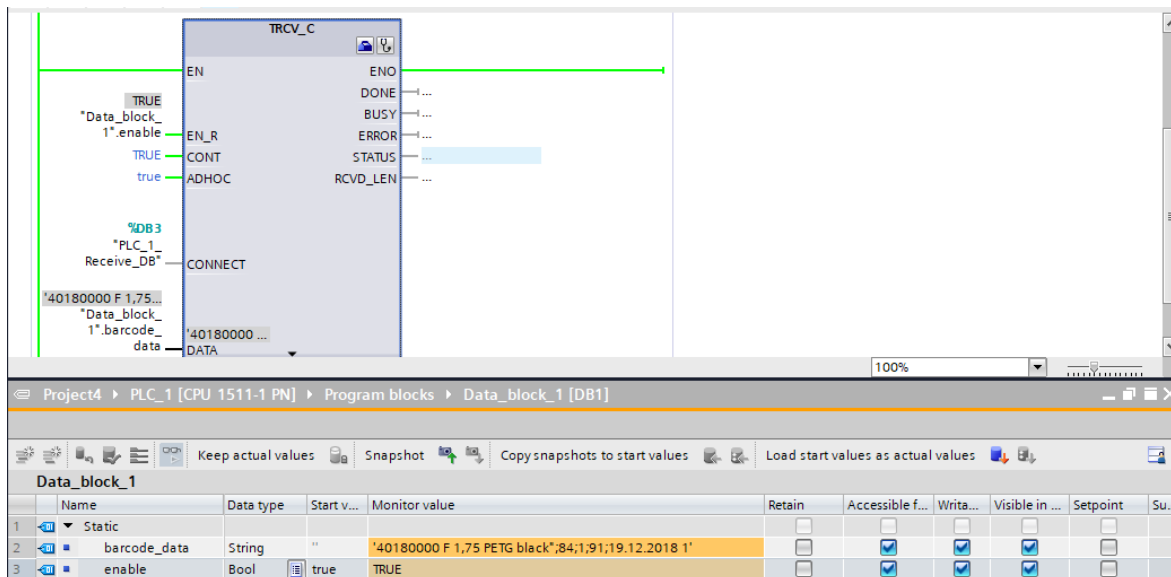 TRCV_C
EN ENO
DONE ...
TRUE BUSY ...
"Data_block_
1".enable EN_R ERROR ...
TRUE CONT STATUS ...
true ADHOC RCVD_LEN ...
%DB3
"PLC_1_
Receive_DB" CONNECT
'40180000 F 1,75...
"Data_block_
1".barcode_ '40180000 ...
data DATA
100%
Project4 PLC_1 [CPU 1511-1 PN] Program blocks Data_block_1 [DB1]
Keep actual values Snapshot Copy snapshots to start values Load start values as actual values
Data_block_1
Name Data type Start v... Monitor value Retain Accessible f... Writa... Visible in ... Setpoint Su...
1 Static
2 barcode_data String '' '40180000 F 1,75 PETG black";84;1;91;19.12.2018 1'
3 enable Bool true TRUE